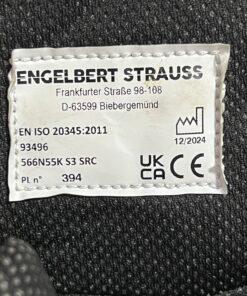 ENGELBERT STRAUSS
Frankfurter Straße 98-108
D-63599 Biebergemünd
EN ISO 20345:2011
93496
12/2024
566N55K S3 SRC
UK
CA CE
PL n° 394